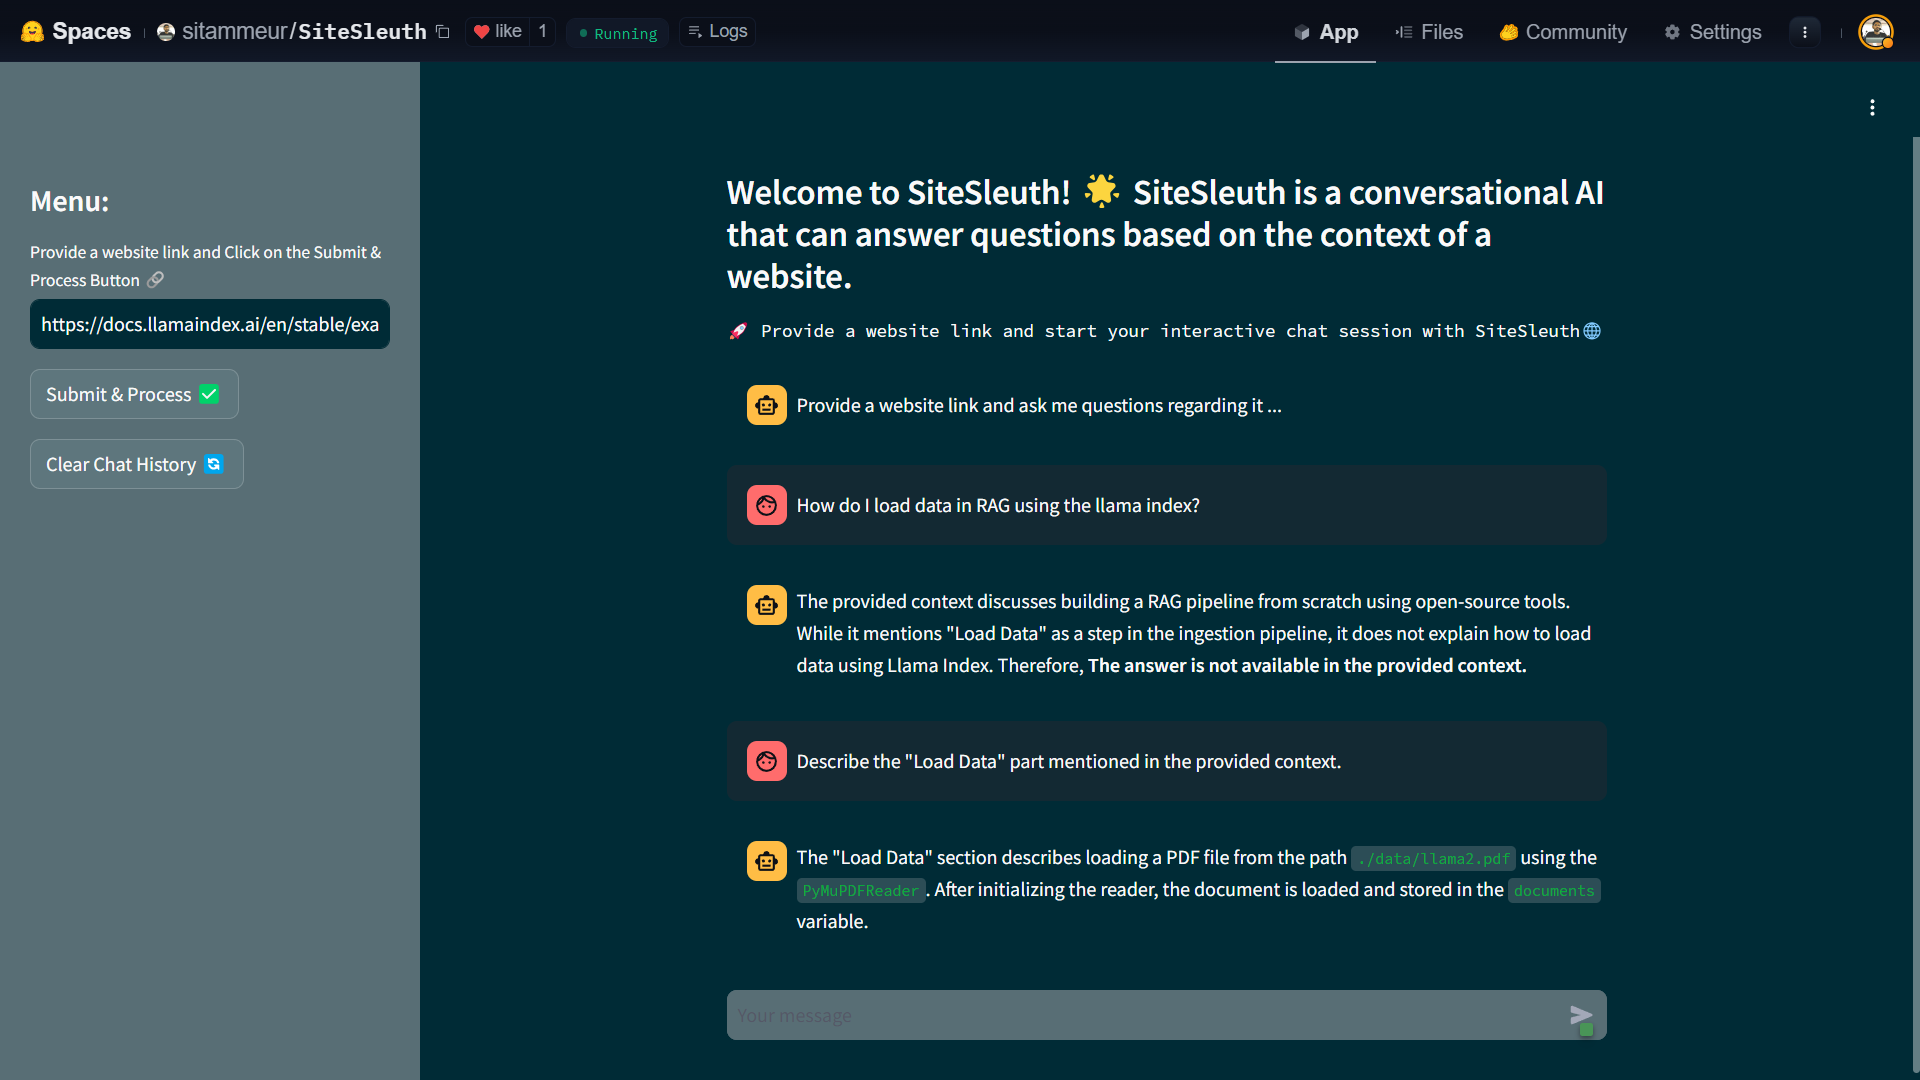 Spaces
sitammeur/SiteSleuth
like 1
Running
Logs
App
Files
Community
Settings
Menu:
Provide a website link and Click on the Submit &
Process Button
https://docs.llamaindex.ai/en/stable/exa
Submit & Process
Clear Chat History
Welcome to SiteSleuth! 🌟 SiteSleuth is a conversational AI
that can answer questions based on the context of a
website.
🚀 Provide a website link and start your interactive chat session with SiteSleuth🌐
Provide a website link and ask me questions regarding it ...
How do I load data in RAG using the llama index?
The provided context discusses building a RAG pipeline from scratch using open-source tools.
While it mentions "Load Data" as a step in the ingestion pipeline, it does not explain how to load
data using Llama Index. Therefore, The answer is not available in the provided context.
Describe the "Load Data" part mentioned in the provided context.
The "Load Data" section describes loading a PDF file from the path ./data/llama2.pdf using the
PyMuPDFReader. After initializing the reader, the document is loaded and stored in the documents
variable.
Your message